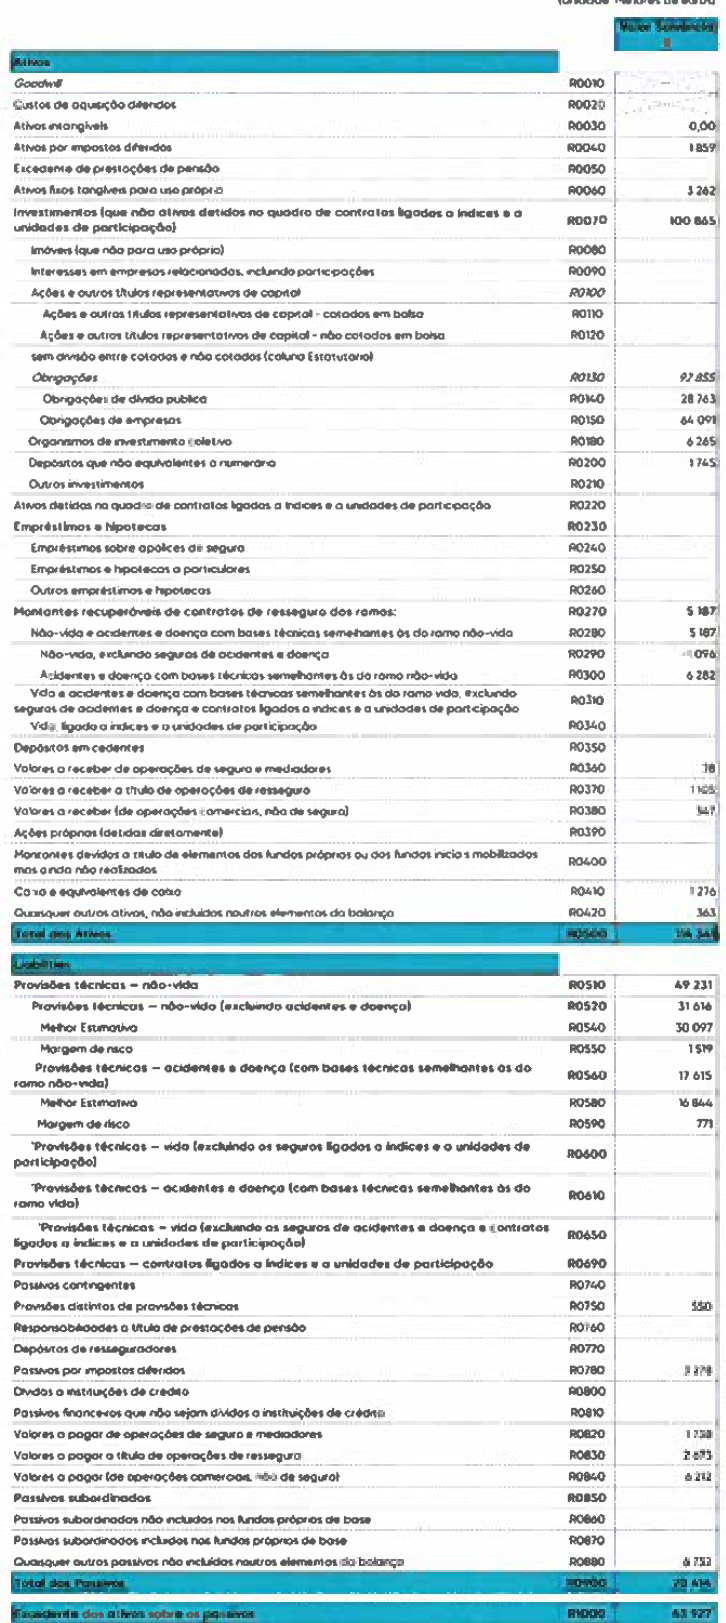 (Unidade: Milhares de euros)
Valor Solvência
II
Ativos
Goodwill R0010
Custos de aquisição diferidos R0020
Ativos intangíveis R0030 0,00
Ativos por impostos diferidos R0040 1 859
Excedente de prestações de pensão R0050
Ativos fixos tangíveis para uso próprio R0060 3 262
Investimentos (que não ativos detidos no quadro de contratos ligados a índices e a
unidades de participação) R0070 100 865
Imóveis (que não para uso próprio) R0080
Interesses em empresas relacionadas, incluindo participações R0090
Ações e outros títulos representativos de capital R0100
Ações e outros títulos representativos de capital - cotados em bolsa R0110
Ações e outros títulos representativos de capital - não cotados em bolsa R0120
sem divisão entre cotados e não cotados (coluna Estatutario)
Obrigações R0130 92 855
Obrigações de dívida publica R0140 28 763
Obrigações de empresas R0150 64 091
Organismos de investimento coletivo R0180 6 265
Depósitos que não equivalentes a numerário R0200 1 745
Outros investimentos R0210
Ativos detidos no quadro de contratos ligados a índices e a unidades de participação R0220
Empréstimos e hipotecas R0230
Empréstimos sobre apólices de seguro R0240
Empréstimos e hipotecas a particulares R0250
Outros empréstimos e hipotecas R0260
Montantes recuperáveis de contratos de resseguro dos ramos: R0270 5 187
Não-vida e acidentes e doença com bases técnicas semelhantes às do ramo não-vida R0280 5 187
Não-vida, excluindo seguros de acidentes e doença R0290 -1 096
Acidentes e doença com bases técnicas semelhantes às do ramo não-vida R0300 6 282
Vida e acidentes e doença com bases técnicas semelhantes às do ramo vida, excluindo
seguros de acidentes e doença e contratos ligados a índices e a unidades de participação R0310
Vida, ligado a índices e a unidades de participação R0340
Depósitos em cedentes R0350
Valores a receber de operações de seguro e mediadores R0360 18
Valores a receber a título de operações de resseguro R0370 1 165
Valores a receber (de operações comerciais, não de seguro) R0380 547
Ações próprias (detidas diretamente) R0390
Montantes devidos a título de elementos dos fundos próprios ou dos fundos iniciais mobilizados
mas ainda não realizados R0400
Caixa e equivalentes de caixa R0410 1 276
Quaisquer outros ativos, não incluídos noutros elementos do balanço R0420 363
Total dos Ativos R0500 114 541
Liabilities
Provisões técnicas – não-vida R0510 49 231
Provisões técnicas – não-vida (excluindo acidentes e doença) R0520 31 616
Melhor Estimativa R0540 30 097
Margem de risco R0550 1 519
Provisões técnicas – acidentes e doença (com bases técnicas semelhantes às do
ramo não-vida) R0560 17 615
Melhor Estimativa R0580 16 844
Margem de risco R0590 771
"Provisões técnicas – vida (excluindo os seguros ligados a índices e a unidades de
participação) R0600
"Provisões técnicas – acidentes e doença (com bases técnicas semelhantes às do
ramo vida) R0610
"Provisões técnicas – vida (excluindo os seguros de acidentes e doença e contratos
ligados a índices e a unidades de participação) R0650
Provisões técnicas – contratos ligados a índices e a unidades de participação R0690
Passivos contingentes R0740
Provisões distintas de provisões técnicas R0750 550
Responsabilidades a título de prestações de pensão R0760
Depósitos de resseguradores R0770
Passivos por impostos diferidos R0780 3 278
Dívidas a instituições de crédito R0800
Passivos financeiros que não sejam dívidas a instituições de crédito R0810
Valores a pagar de operações de seguro e mediadores R0820 1 738
Valores a pagar a título de operações de resseguro R0830 2 673
Valores a pagar (de operações comerciais, não de seguro) R0840 6 212
Passivos subordinados R0850
Passivos subordinados não incluídos nos fundos próprios de base R0860
Passivos subordinados incluídos nos fundos próprios de base R0870
Quaisquer outros passivos não incluídos noutros elementos do balanço R0880 6 732
Total dos Passivos R0900 70 414
Excedente dos ativos sobre os passivos R1000 43 927